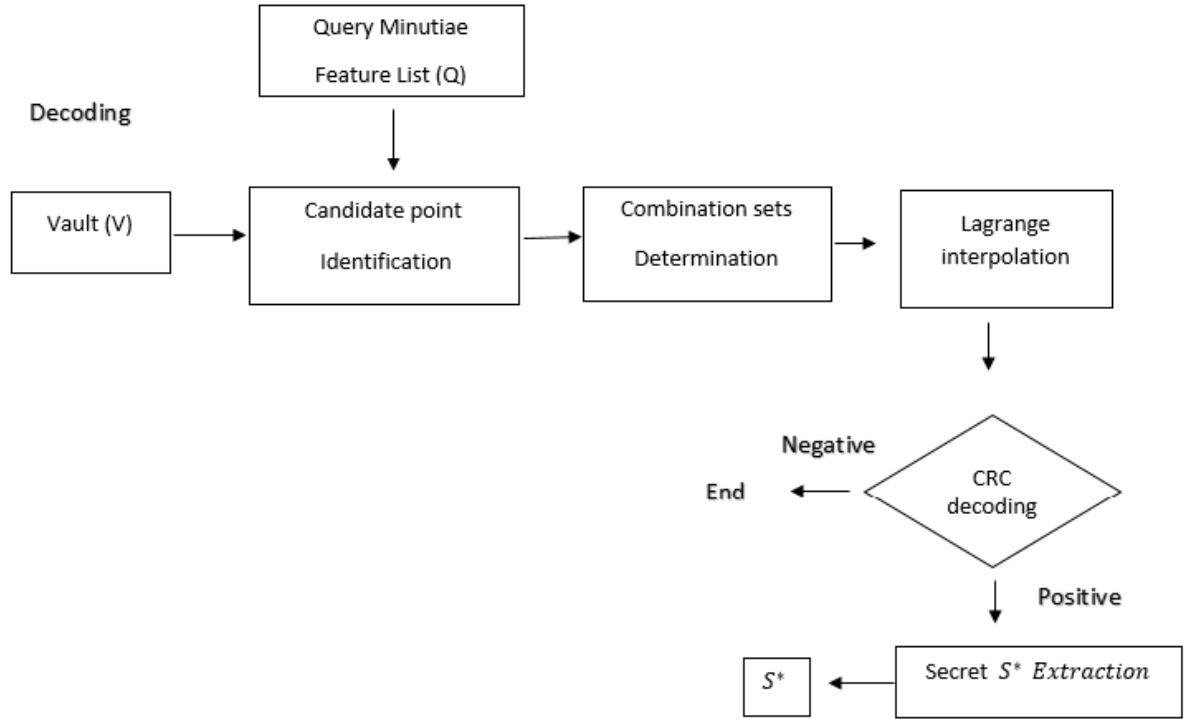 Query Minutiae
Feature List (Q)
Decoding
Vault (V)
Candidate point
Identification
Combination sets
Determination
Lagrange
interpolation
Negative
End
CRC
decoding
Positive
Secret S* Extraction
S*